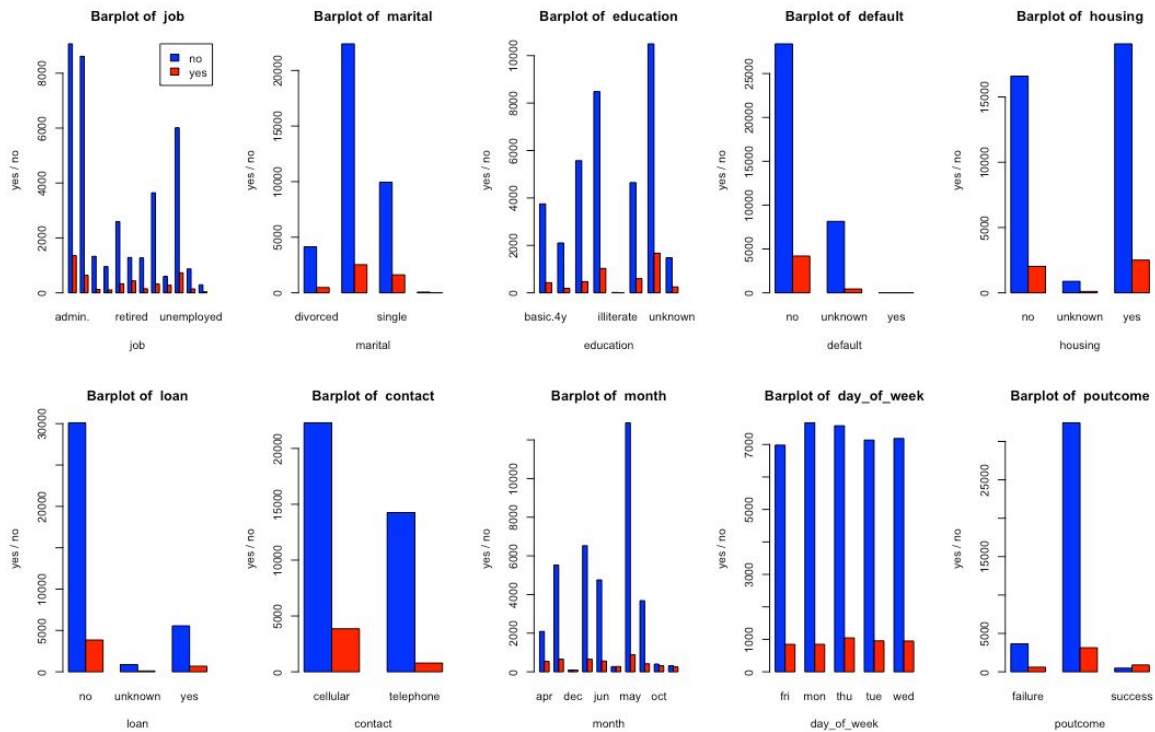 Barplot of job
no
yes
yes / no
0
2000
4000
6000
8000
admin.
retired
unemployed
job
Barplot of marital
yes / no
0
5000
10000
15000
20000
divorced
single
marital
Barplot of education
yes / no
0
2000
4000
6000
8000
10000
basic.4y
illiterate
unknown
education
Barplot of default
yes / no
0
5000
10000
15000
20000
25000
no
unknown
yes
default
Barplot of housing
yes / no
0
5000
15000
no
unknown
yes
housing
Barplot of loan
yes / no
0
5000
10000
20000
30000
no
unknown
yes
loan
Barplot of contact
yes / no
0
5000
10000
15000
20000
cellular
telephone
contact
Barplot of month
yes / no
0
2000
4000
6000
8000
10000
apr
dec
jun
may
oct
month
Barplot of day_of_week
yes / no
0
1000
3000
5000
7000
fri
mon
thu
tue
wed
day_of_week
Barplot of poutcome
yes / no
0
5000
15000
25000
failure
success
poutcome